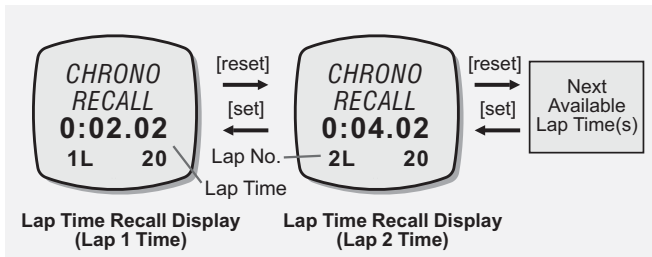 CHRONO
RECALL
0:02.02
1L 20
[reset]
[set]
CHRONO
RECALL
0:04.02
2L 20
[reset]
[set]
Next
Available
Lap Time(s)
Lap No.
Lap Time
Lap Time Recall Display
(Lap 1 Time)
Lap Time Recall Display
(Lap 2 Time)